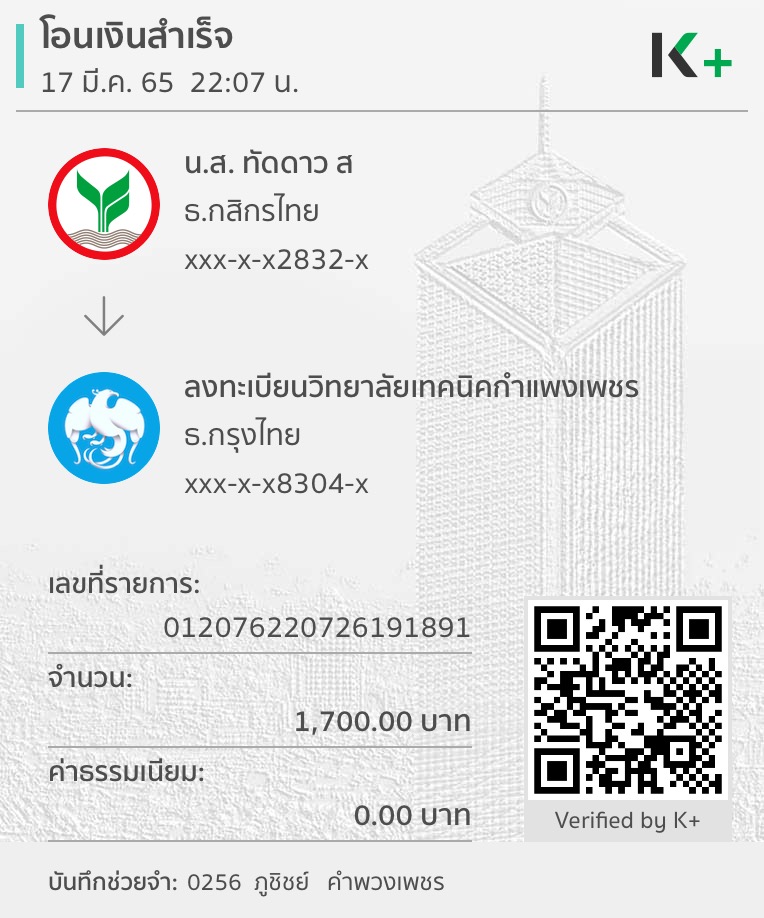 โอนเงินสำเร็จ
17 มี.ค. 65 22:07 น.
K+
น.ส. ทัดดาว ส
ธ.กสิกรไทย
xxx-x-x2832-x
ลงทะเบียนวิทยาลัยเทคนิคกำแพงเพชร
ธ.กรุงไทย
xxx-x-x8304-x
เลขที่รายการ:
012076220726191891
จำนวน:
1,700.00 บาท
ค่าธรรมเนียม:
0.00 บาท
Verified by K+
บันทึกช่วยจำ: 0256 ภูชิชย์ คำพวงเพชร